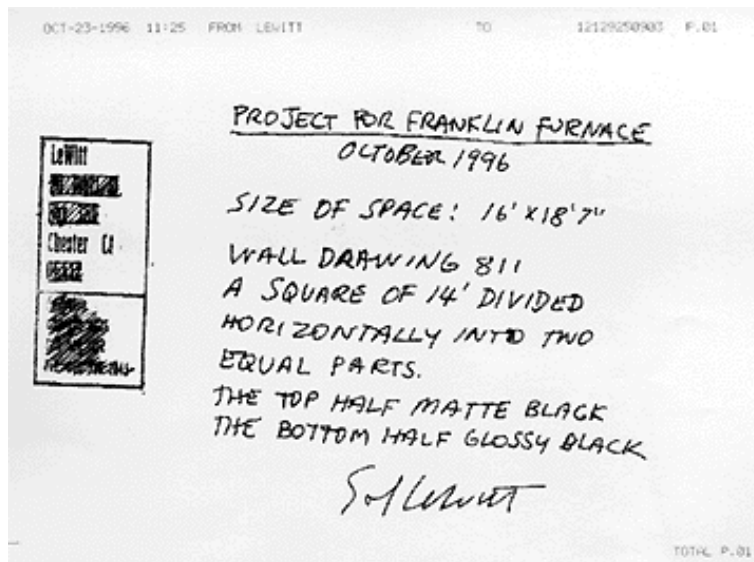 OCT-23-1996 11:25 FROM LEWITT TO 12129250903 P.01
PROJECT FOR FRANKLIN FURNACE
OCTOBER 1996
LeWitt
Chester
SIZE OF SPACE: 16' X 18'7"
WALL DRAWING 811
A SQUARE OF 14' DIVIDED
HORIZONTALLY INTO TWO
EQUAL PARTS.
THE TOP HALF MATTE BLACK
THE BOTTOM HALF GLOSSY BLACK
Sol LeWitt
TOTAL P.01